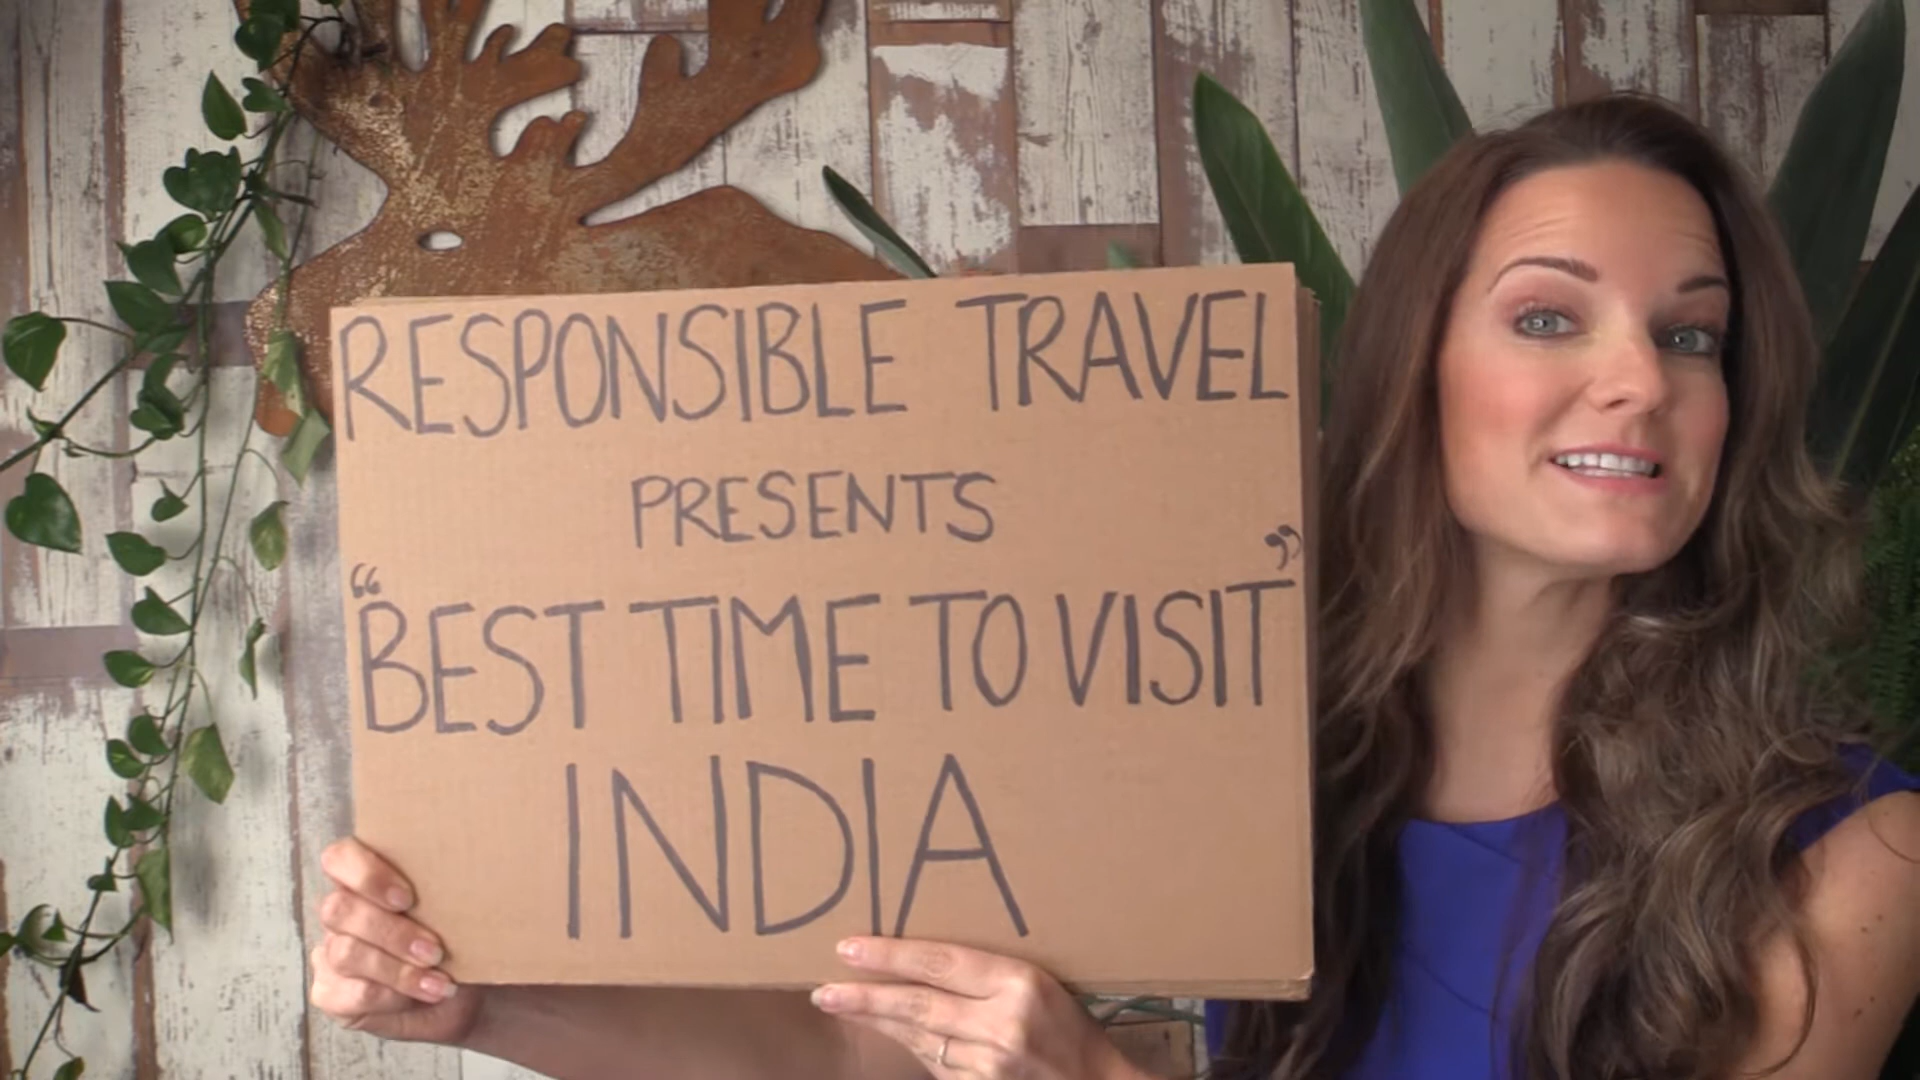 RESPONSIBLE TRAVEL
PRESENTS
“BEST TIME TO VISIT”
INDIA